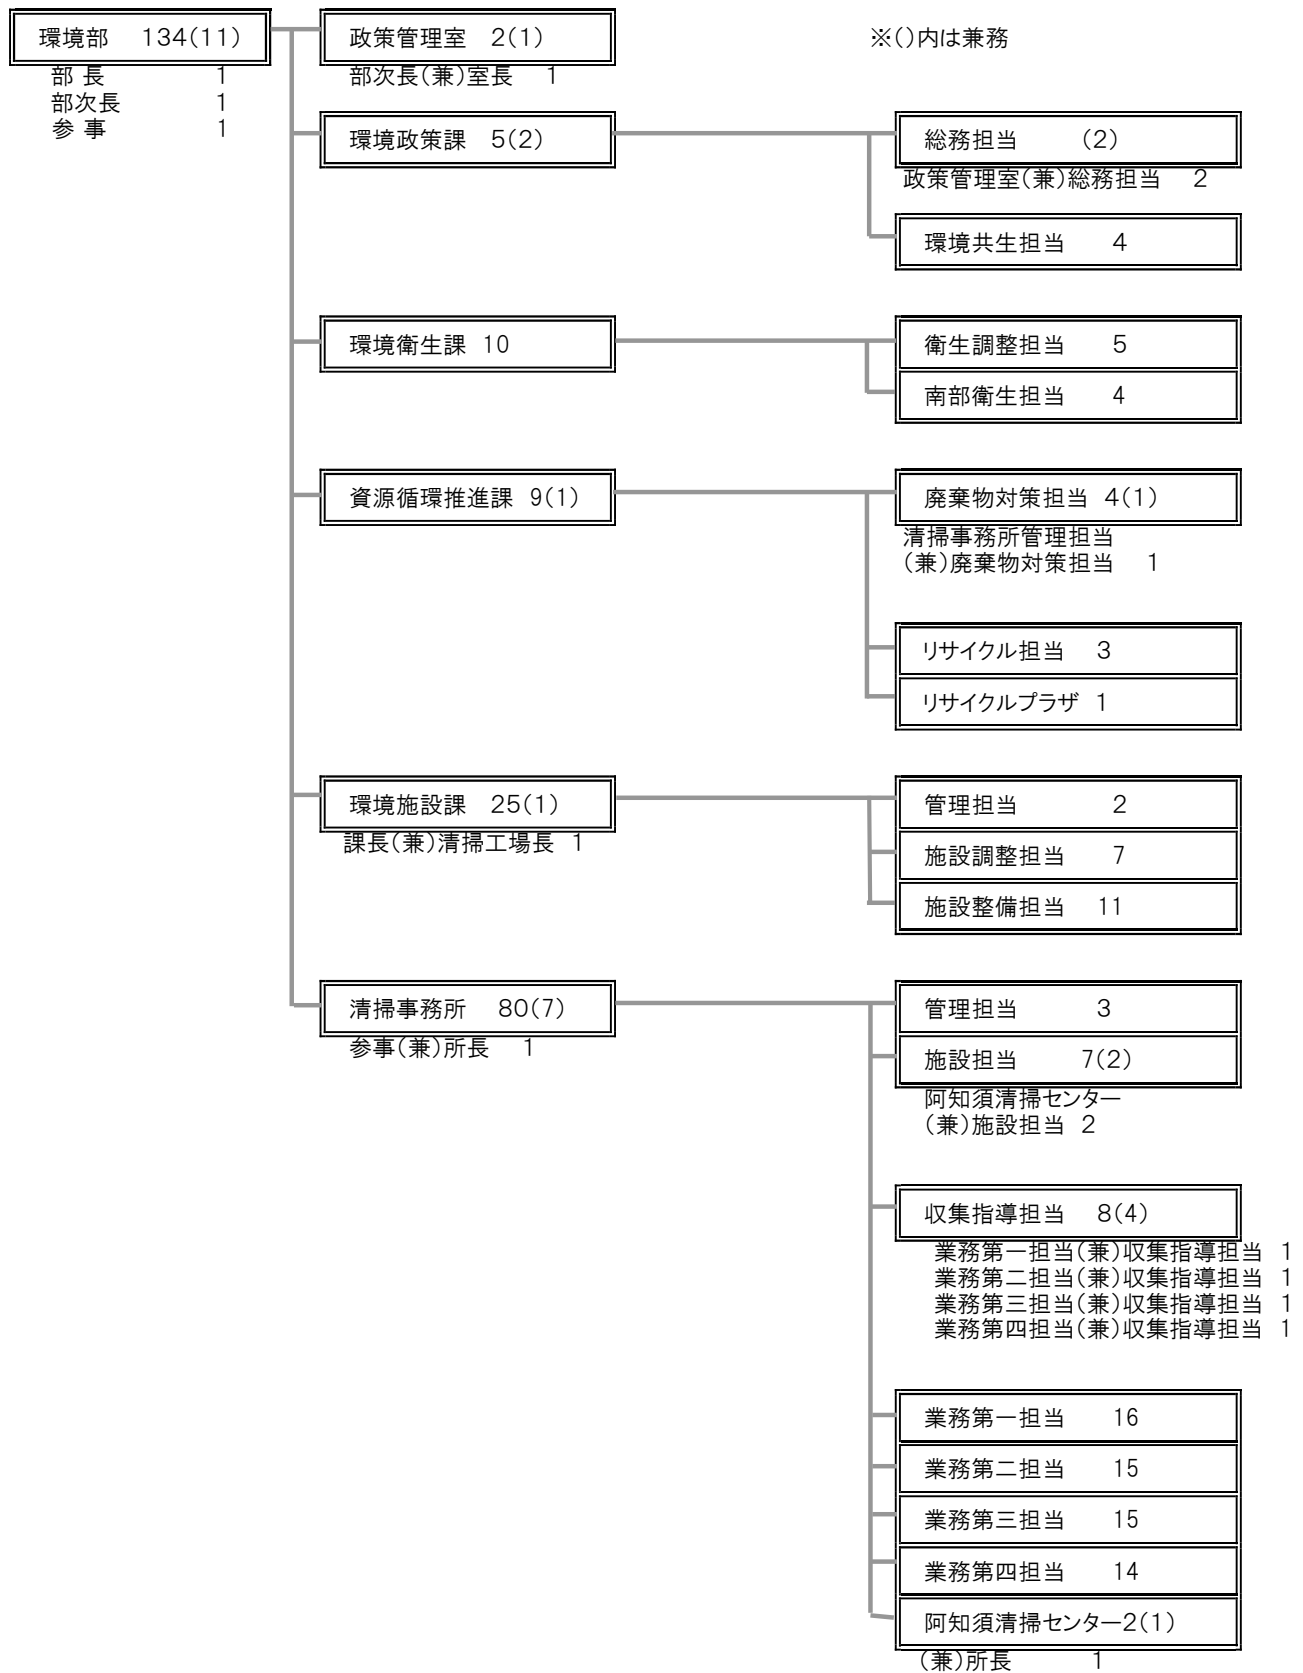 環境部 134(11)
部 長 1
部次長 1
参 事 1
政策管理室 2(1)
部次長(兼)室長 1
※()内は兼務
環境政策課 5(2)
総務担当 (2)
政策管理室(兼)総務担当 2
環境共生担当 4
環境衛生課 10
衛生調整担当 5
南部衛生担当 4
資源循環推進課 9(1)
廃棄物対策担当 4(1)
清掃事務所管理担当
(兼)廃棄物対策担当 1
リサイクル担当 3
リサイクルプラザ 1
環境施設課 25(1)
課長(兼)清掃工場長 1
管理担当 2
施設調整担当 7
施設整備担当 11
清掃事務所 80(7)
参事(兼)所長 1
管理担当 3
施設担当 7(2)
阿知須清掃センター
(兼)施設担当 2
収集指導担当 8(4)
業務第一担当(兼)収集指導担当 1
業務第二担当(兼)収集指導担当 1
業務第三担当(兼)収集指導担当 1
業務第四担当(兼)収集指導担当 1
業務第一担当 16
業務第二担当 15
業務第三担当 15
業務第四担当 14
阿知須清掃センター2(1)
(兼)所長 1